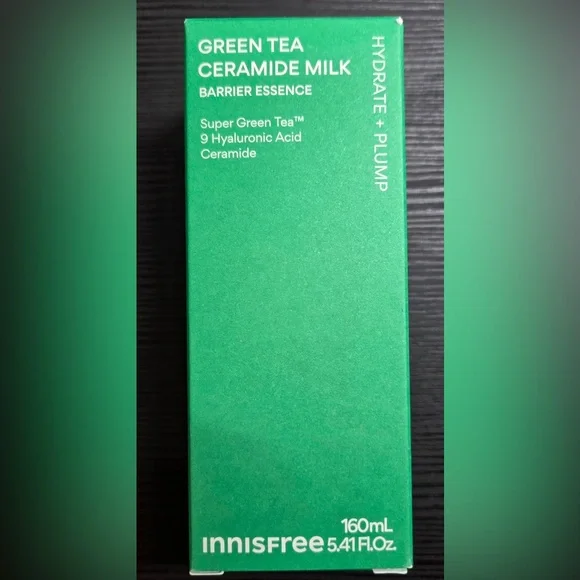 GREEN TEA
CERAMIDE MILK
BARRIER ESSENCE
Super Green Tea™
9 Hyaluronic Acid
Ceramide
HYDRATE + PLUMP
160mL
innisfree 5.41 Fl.Oz.